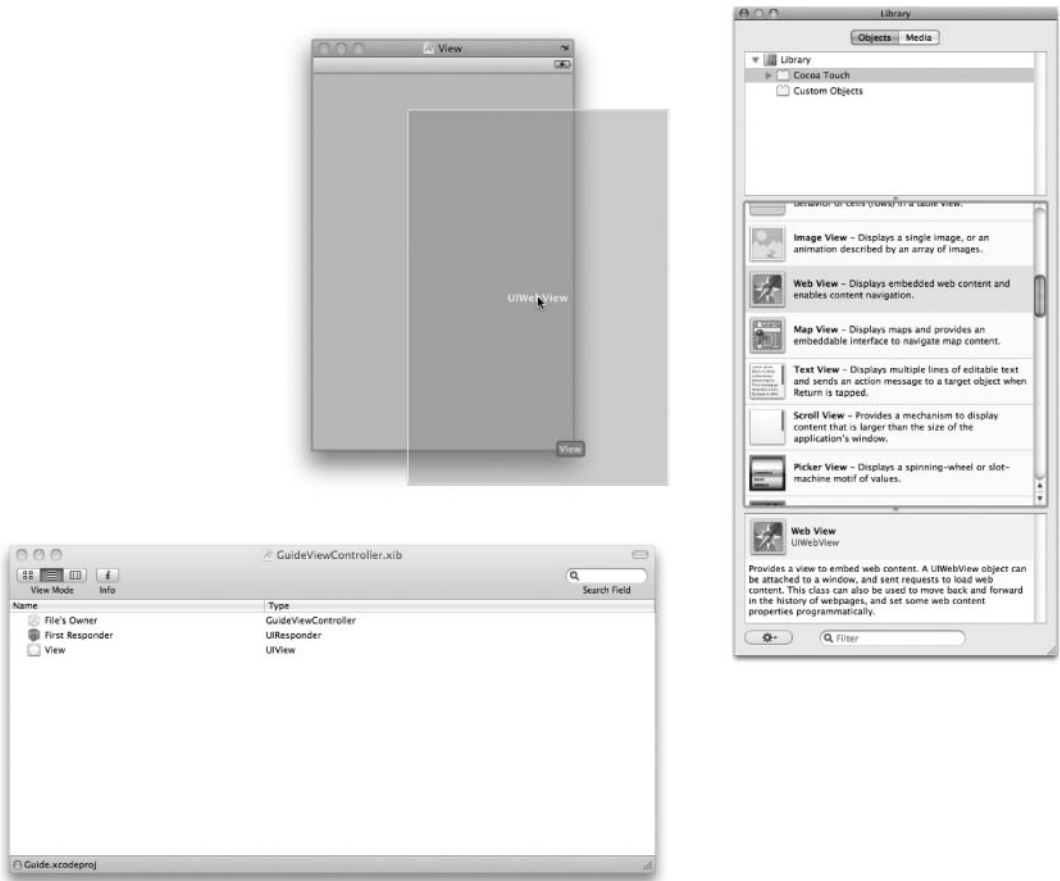 View
UIWebView
View
Library
Objects Media
Library
Cocoa Touch
Custom Objects
behavior of cells (rows) in a table view.
Image View – Displays a single image, or an
animation described by an array of images.
Web View – Displays embedded web content and
enables content navigation.
Map View – Displays maps and provides an
embeddable interface to navigate map content.
Text View – Displays multiple lines of editable text
and sends an action message to a target object when
Return is tapped.
Scroll View – Provides a mechanism to display
content that is larger than the size of the
application's window.
Picker View – Displays a spinning-wheel or slot-
machine motif of values.
Web View
UIWebView
Provides a view to embed web content. A UIWebView object can
be attached to a window, and sent requests to load web
content. This class can also be used to move back and forward
in the history of webpages, and set some web content
properties programmatically.
Filter
GuideViewController.xib
View Mode Info Search Field
Name Type
File's Owner GuideViewController
First Responder UIResponder
View UIView
Guide.xcodeproj